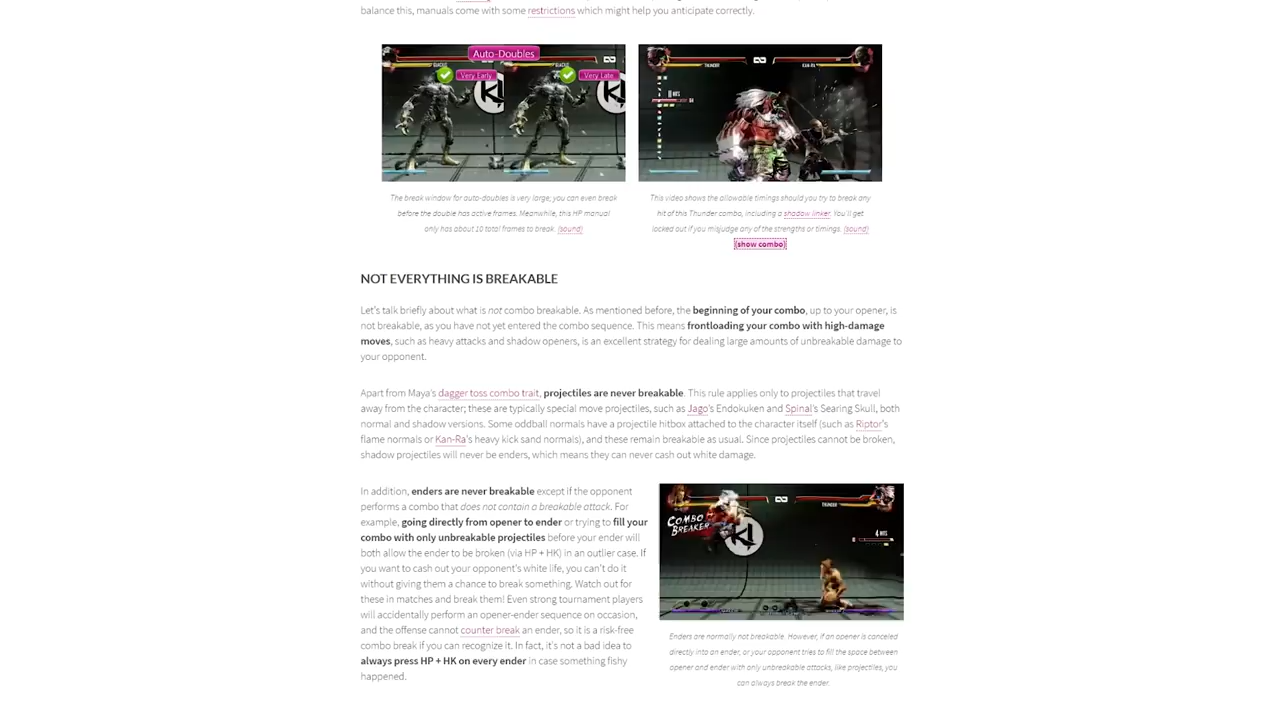 balance this, manuals come with some restrictions which might help you anticipate correctly.
Auto-Doubles
Very Early
Very Late
THUNDER
KAN-RA
The break window for auto-doubles is very large; you can even break
before the double has active frames. Meanwhile, this HP manual
only has about 10 total frames to break. (sound)
This video shows the allowable timings should you try to break any
hit of this Thunder combo, including a shadow linker. You'll get
locked out if you misjudge any of the strengths or timings. (sound)
(show combo)
NOT EVERYTHING IS BREAKABLE
Let's talk briefly about what is not combo breakable. As mentioned before, the beginning of your combo, up to your opener, is
not breakable, as you have not yet entered the combo sequence. This means frontloading your combo with high-damage
moves, such as heavy attacks and shadow openers, is an excellent strategy for dealing large amounts of unbreakable damage to
your opponent.
Apart from Maya's dagger toss combo trait, projectiles are never breakable. This rule applies only to projectiles that travel
away from the character; these are typically special move projectiles, such as Jago's Endokuken and Spinal's Searing Skull, both
normal and shadow versions. Some oddball normals have a projectile hitbox attached to the character itself (such as Riptor's
flame normals or Kan-Ra's heavy kick sand normals), and these remain breakable as usual. Since projectiles cannot be broken,
shadow projectiles will never be enders, which means they can never cash out white damage.
In addition, enders are never breakable except if the opponent
performs a combo that does not contain a breakable attack. For
example, going directly from opener to ender or trying to fill your
combo with only unbreakable projectiles before your ender will
both allow the ender to be broken (via HP + HK) in an outlier case. If
you want to cash out your opponent's white life, you can't do it
without giving them a chance to break something. Watch out for
these in matches and break them! Even strong tournament players
will accidentally perform an opener-ender sequence on occasion,
and the offense cannot counter break an ender, so it is a risk-free
combo break if you can recognize it. In fact, it's not a bad idea to
always press HP + HK on every ender in case something fishy
happened.
THUNDER
COMBO
BREAKER
4 HITS
Enders are normally not breakable. However, if an opener is canceled
directly into an ender, or your opponent tries to fill the space between
opener and ender with only unbreakable attacks, like projectiles, you
can always break the ender.